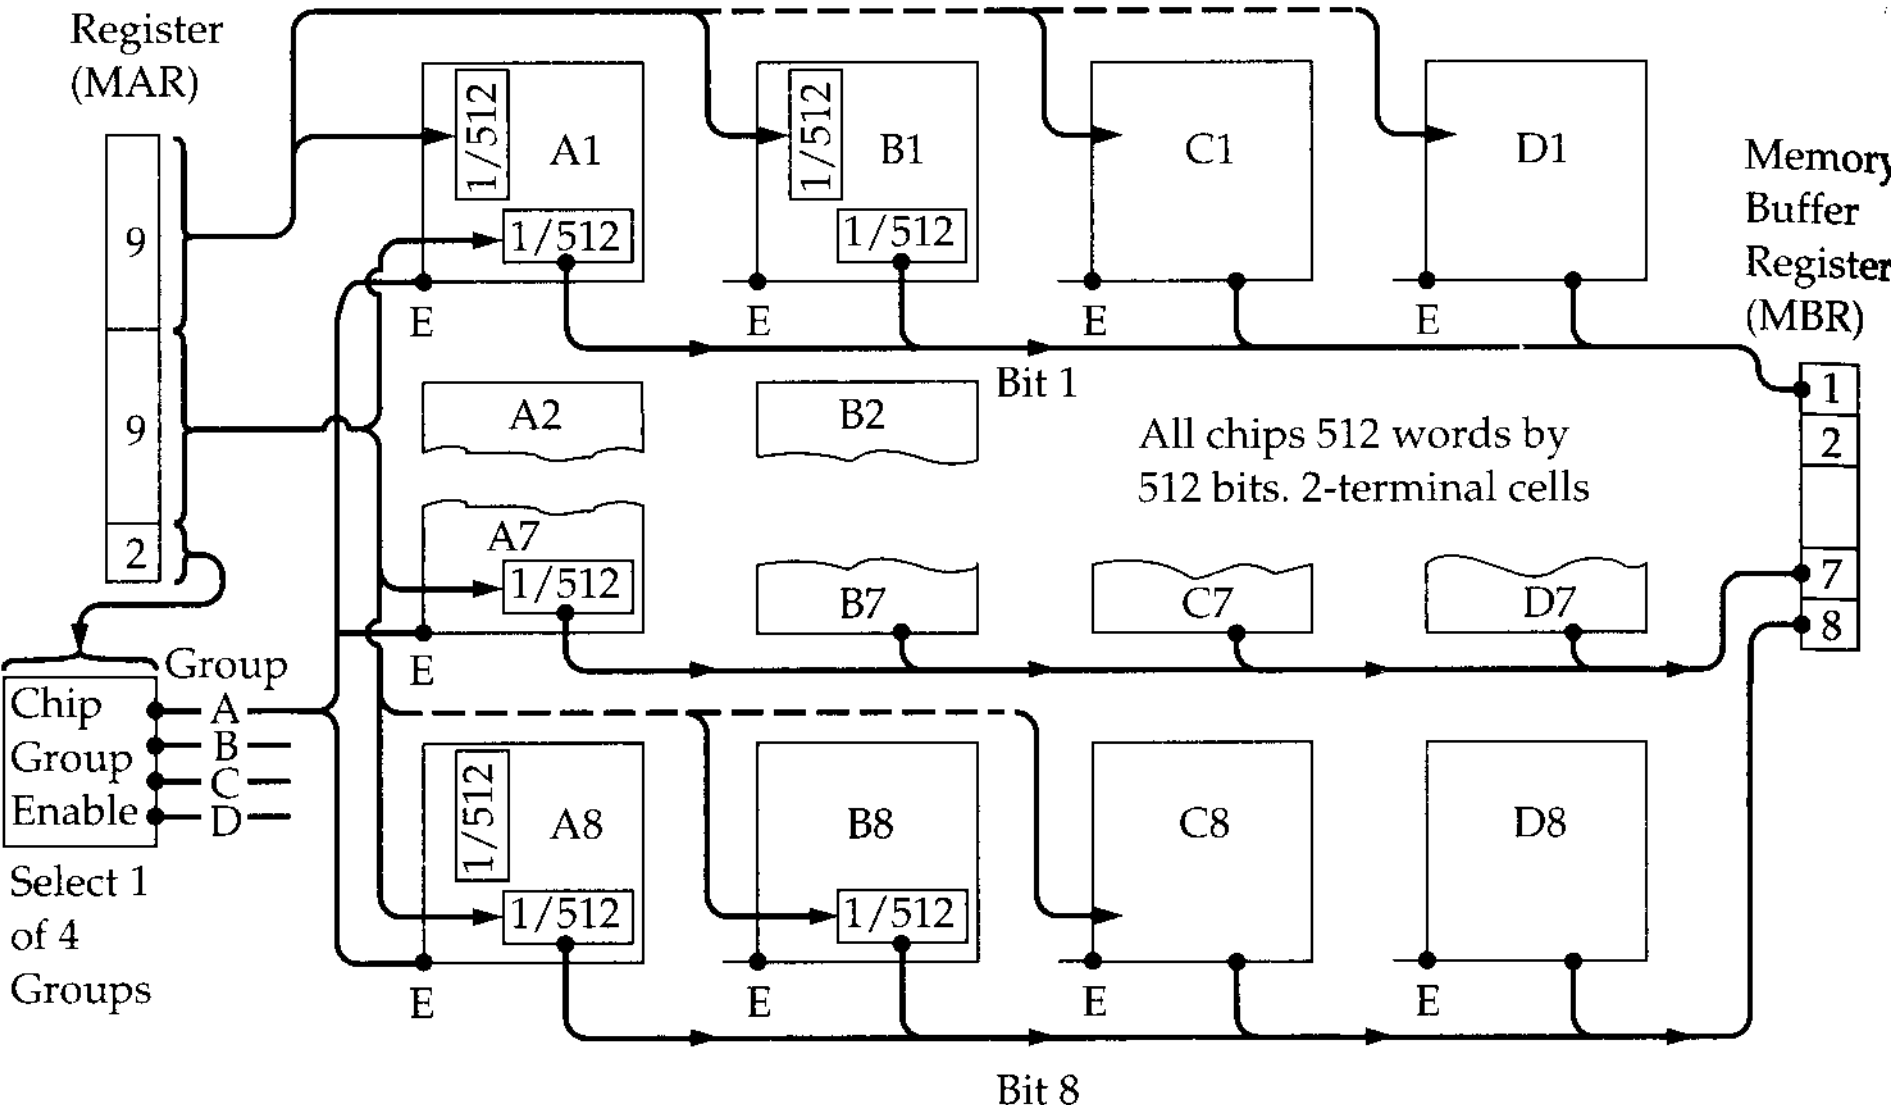 Register
(MAR)
9
9
2
1/512
A1
1/512
E
1/512
B1
1/512
E
C1
E
D1
E
Bit 1
A2
B2
All chips 512 words by
512 bits. 2-terminal cells
A7
1/512
E
B7
C7
D7
Memory
Buffer
Register
(MBR)
1
2
7
8
Group
Chip
Group
Enable
A
B
C
D
Select 1
of 4
Groups
1/512
A8
1/512
E
B8
1/512
E
C8
E
D8
E
Bit 8